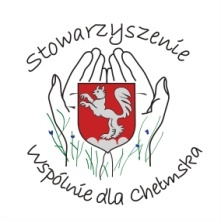 Stowarzyszenie
Wspólnie dla Chełmska